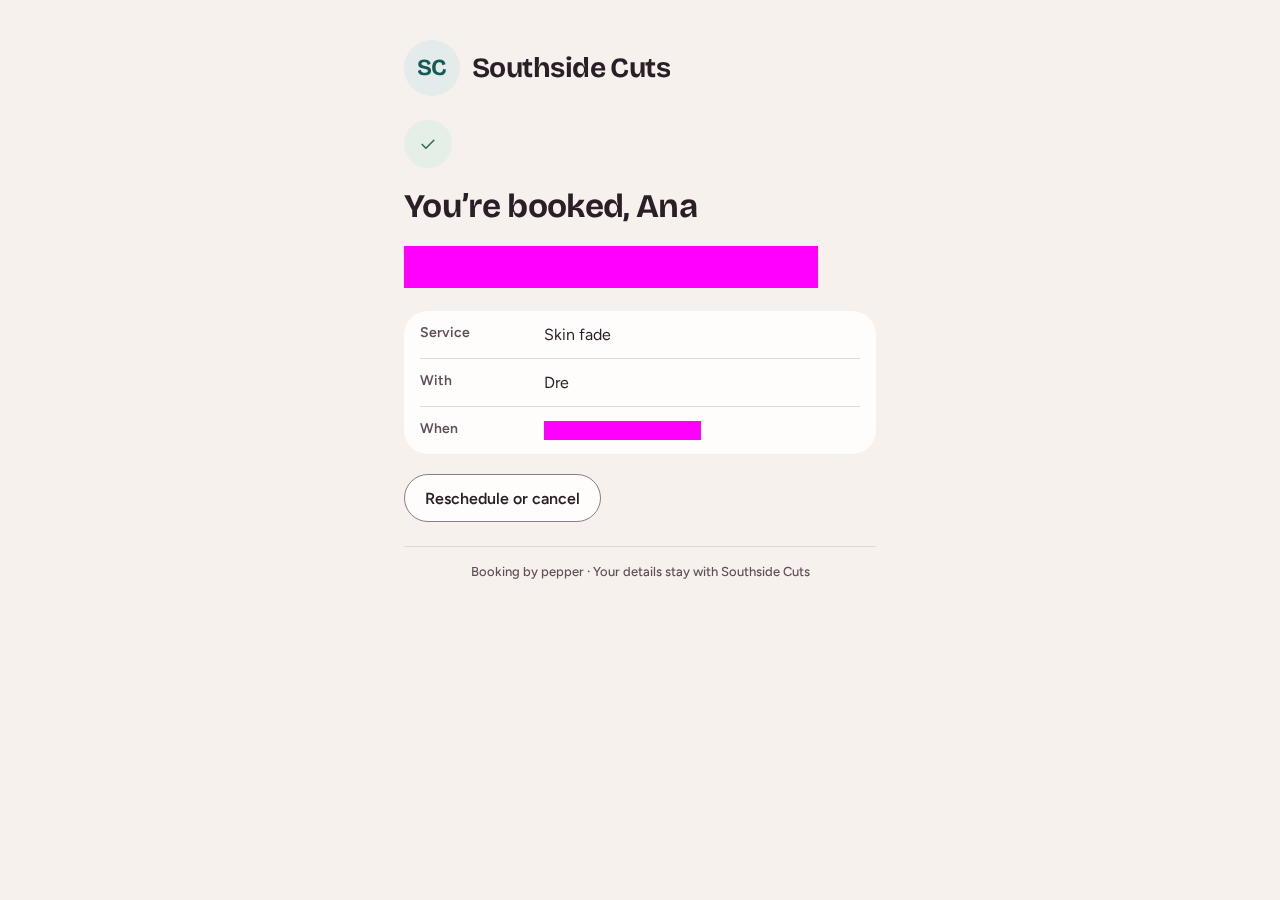 SC
Southside Cuts
You’re booked, Ana
Service
Skin fade
With
Dre
When
Reschedule or cancel
Booking by pepper · Your details stay with Southside Cuts